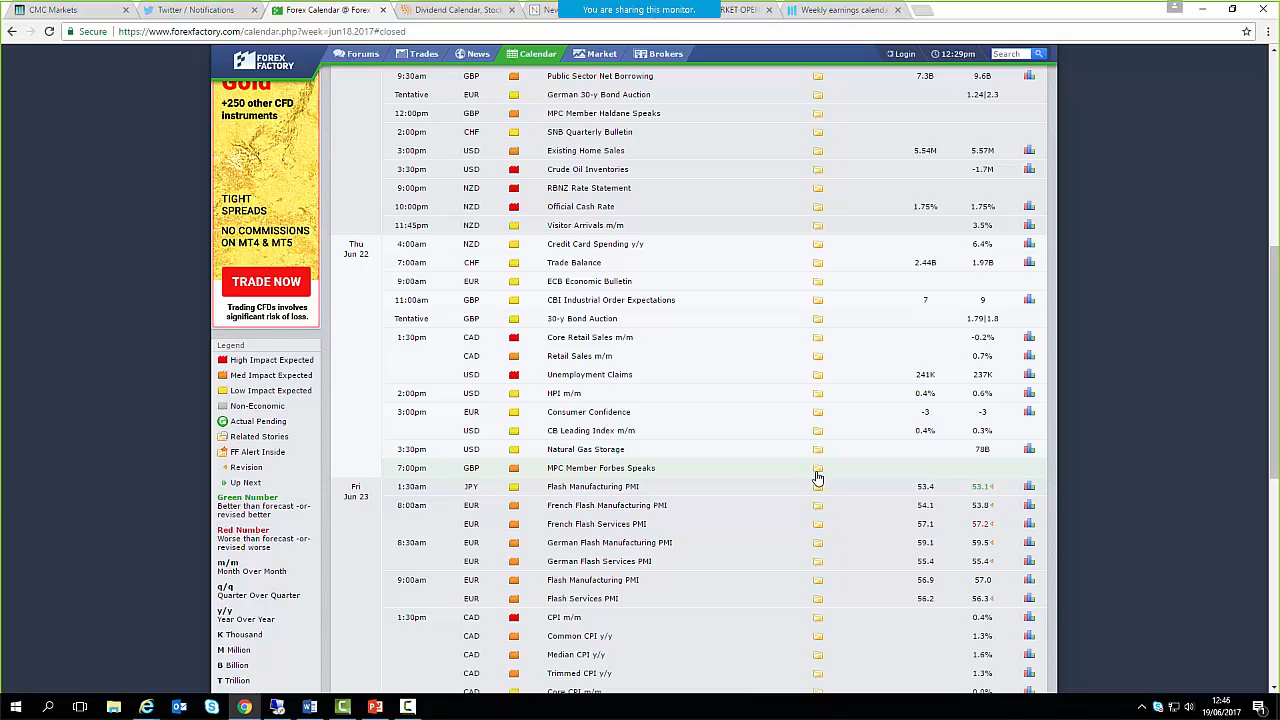 CMC Markets
Twitter / Notifications
Forex Calendar @ Forex
Dividend Calendar, Stock
New
You are sharing this monitor.
RKET OPE
Weekly earnings calenda
Secure
https://www.forexfactory.com/calendar.php?week=jun18.2017#closed
FOREX FACTORY
Forums
Trades
News
Calendar
Market
Brokers
Login
12:29pm
Search
Gold
+250 other CFD
instruments
TIGHT
SPREADS
NO COMMISSIONS
ON MT4 & MT5
TRADE NOW
Trading CFDs involves
significant risk of loss.
Legend
High Impact Expected
Med Impact Expected
Low Impact Expected
Non-Economic
Actual Pending
Related Stories
FF Alert Inside
Revision
Up Next
Green Number
Better than forecast -or-
revised better
Red Number
Worse than forecast -or-
revised worse
m/m
Month Over Month
q/q
Quarter Over Quarter
y/y
Year Over Year
K Thousand
M Million
B Billion
T Trillion
9:30am GBP Public Sector Net Borrowing 7.3B 9.6B
Tentative EUR German 30-y Bond Auction 1.24|2.3
12:00pm GBP MPC Member Haldane Speaks
2:00pm CHF SNB Quarterly Bulletin
3:00pm USD Existing Home Sales 5.54M 5.57M
3:30pm USD Crude Oil Inventories -1.7M
9:00pm NZD RBNZ Rate Statement
10:00pm NZD Official Cash Rate 1.75% 1.75%
11:45pm NZD Visitor Arrivals m/m 3.5%
Thu Jun 22 4:00am NZD Credit Card Spending y/y 6.4%
7:00am CHF Trade Balance 2.44B 1.97B
9:00am EUR ECB Economic Bulletin
11:00am GBP CBI Industrial Order Expectations 7 9
Tentative GBP 30-y Bond Auction 1.79|1.8
1:30pm CAD Core Retail Sales m/m -0.2%
CAD Retail Sales m/m 0.7%
USD Unemployment Claims 241K 237K
2:00pm USD HPI m/m 0.4% 0.6%
3:00pm EUR Consumer Confidence -3 -3
USD CB Leading Index m/m 0.4% 0.3%
3:30pm USD Natural Gas Storage 78B
7:00pm GBP MPC Member Forbes Speaks
Fri Jun 23 1:30am JPY Flash Manufacturing PMI 53.4 53.1
8:00am EUR French Flash Manufacturing PMI 54.1 53.8
EUR French Flash Services PMI 57.1 57.2
8:30am EUR German Flash Manufacturing PMI 59.1 59.5
EUR German Flash Services PMI 55.4 55.4
9:00am EUR Flash Manufacturing PMI 56.9 57.0
EUR Flash Services PMI 56.2 56.3
1:30pm CAD CPI m/m 0.4%
CAD Common CPI y/y 1.3%
CAD Median CPI y/y 1.6%
CAD Trimmed CPI y/y 1.3%
CAD Core CPI m/m 0.0%
12:46
19/06/2017